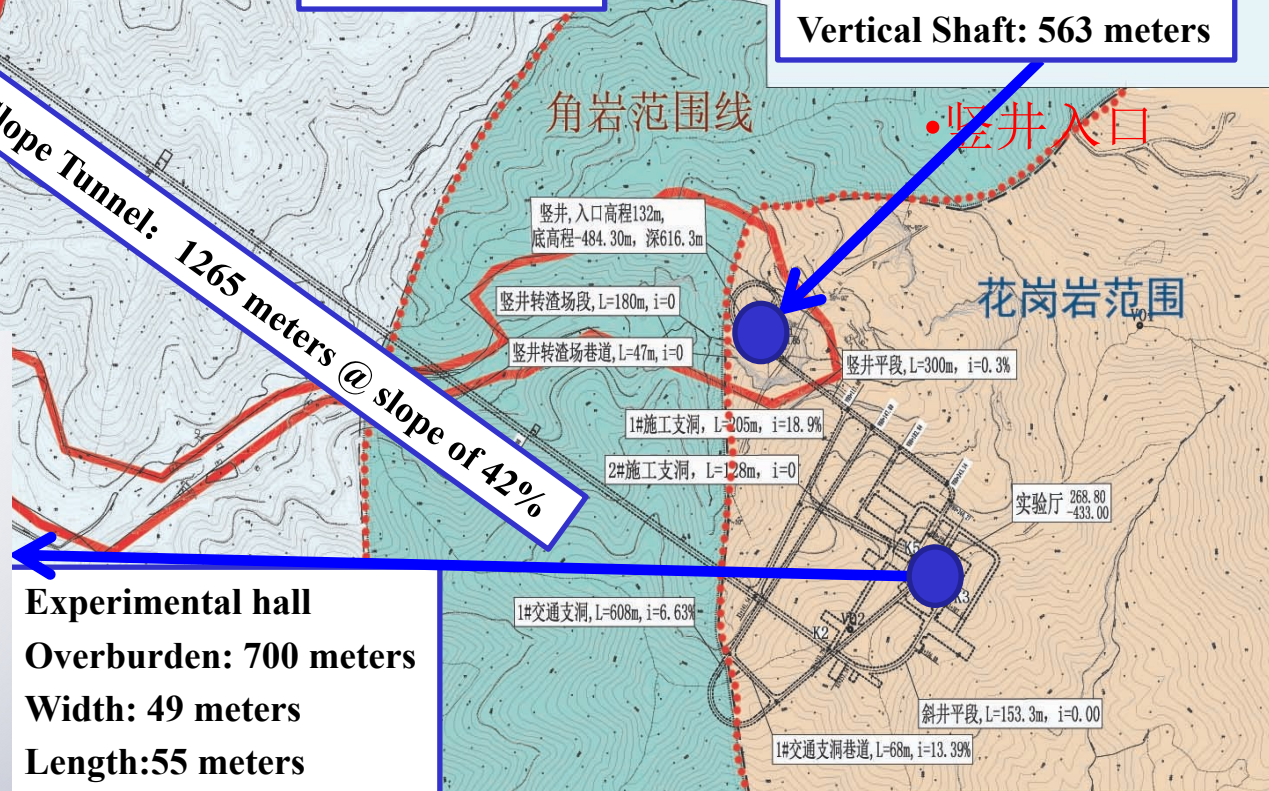 Vertical Shaft: 563 meters
角岩范围线
•竖井入口
lope Tunnel: 1265 meters @ slope of 42%
竖井,入口高程132m,
底高程-484.30m, 深616.3m
花岗岩范围
竖井转渣场段,L=180m,i=0
竖井转渣场巷道,L=47m,i=0
竖井平段,L=300m, i=0.3%
1#施工支洞, L=205m, i=18.9%
2#施工支洞, L=128m, i=0
实验厅 268.80
-433.00
K5
K3
K2
Experimental hall
Overburden: 700 meters
Width: 49 meters
Length:55 meters
1#交通支洞,L=608m,i=6.63%
斜井平段,L=153.3m, i=0.00
1#交通支洞巷道,L=68m,i=13.39%